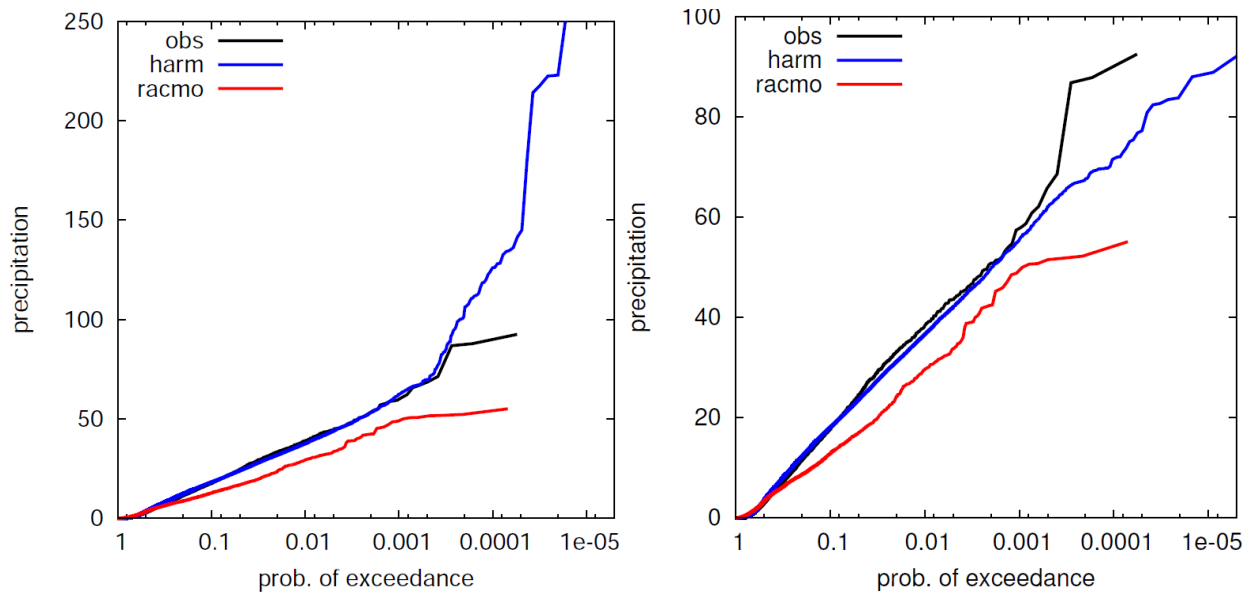 250
200
150
100
50
0
precipitation
obs
harm
racmo
1 0.1 0.01 0.001 0.0001 1e-05
prob. of exceedance
100
80
60
40
20
0
precipitation
obs
harm
racmo
1 0.1 0.01 0.001 0.0001 1e-05
prob. of exceedance